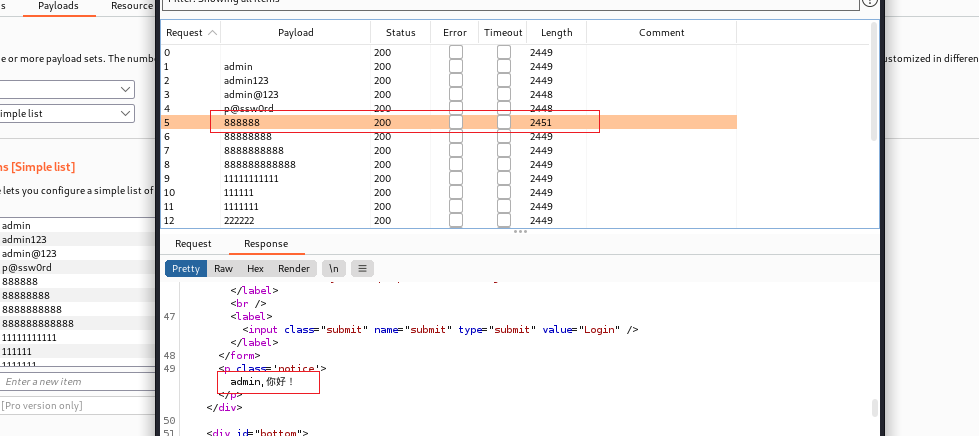 s Payloads Resource
Filter: Showing all items
e or more payload sets. The numbe
ustomized in differen
imple list
ns [Simple list]
e lets you configure a simple list of
admin
admin123
admin@123
p@ssw0rd
888888
88888888
8888888888
888888888888
11111111111
111111
1111111
Enter a new item
[Pro version only]
Request Payload Status Error Timeout Length Comment
0 200 2449
1 admin 200 2449
2 admin123 200 2449
3 admin@123 200 2448
4 p@ssw0rd 200 2448
5 888888 200 2451
6 88888888 200 2449
7 8888888888 200 2449
8 888888888888 200 2449
9 11111111111 200 2449
10 111111 200 2449
11 1111111 200 2449
12 222222 200 2449
Request Response
Pretty Raw Hex Render \n
</label>
<br />
47 <label>
<input class="submit" name="submit" type="submit" value="Login" />
</label>
48 </form>
49 <p class='notice'>
admin,你好！
</p>
</div>
50
51 <div id="bottom">